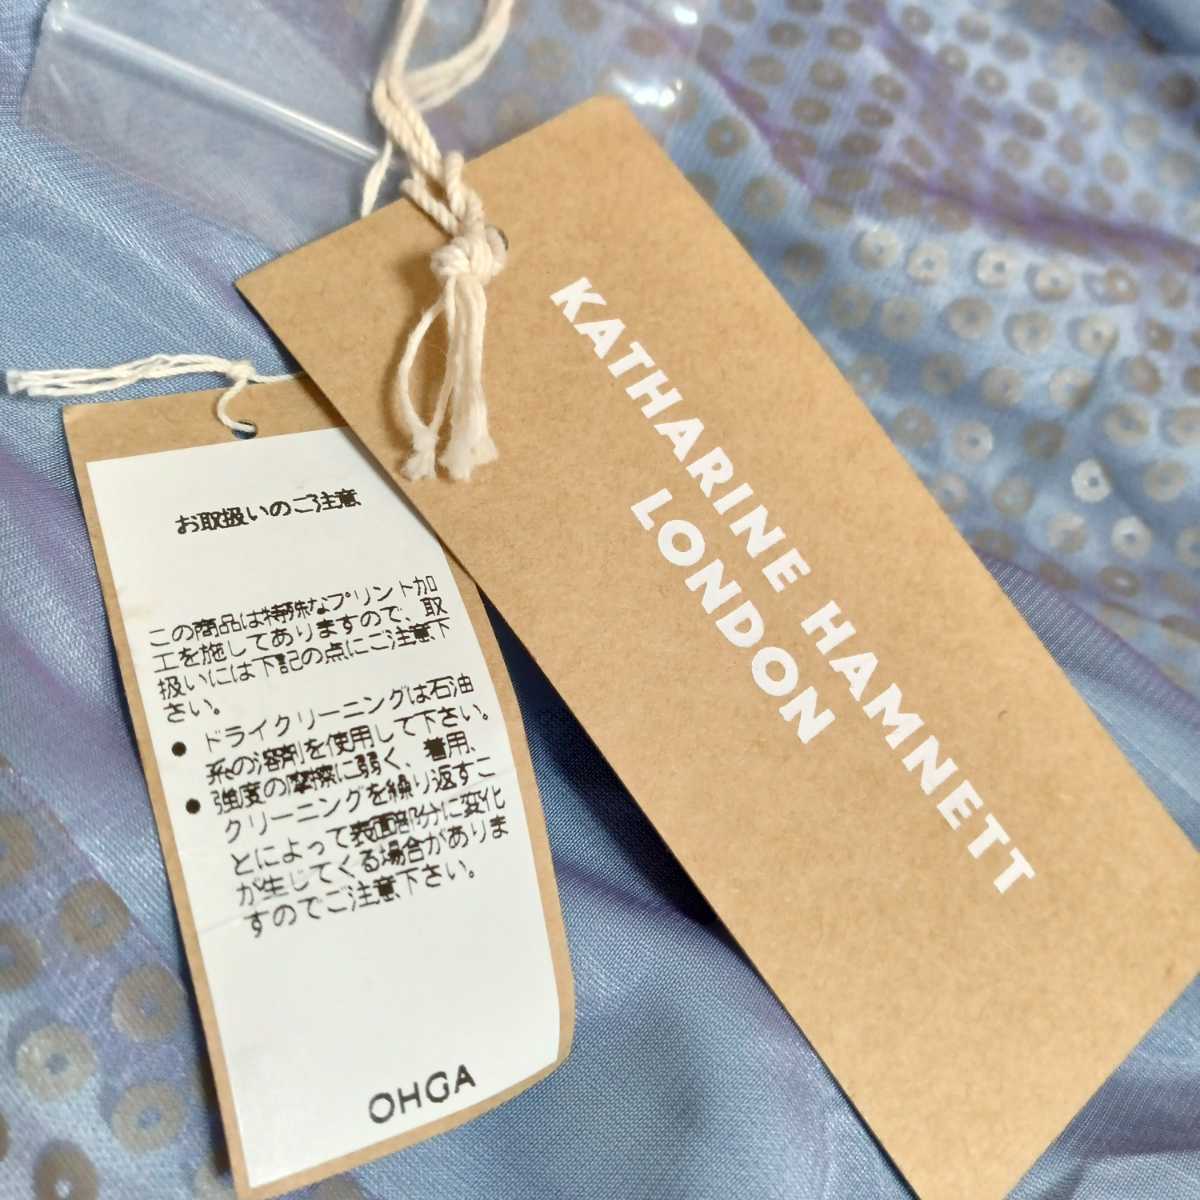 KATHARINE HAMNETT
LONDON
お取扱いのご注意
この商品は特殊なプリント加
工を施してありますので、取
扱いには下記の点にご注意下
さい。
● ドライクリーニングは石油
系の溶剤を使用して下さい。
● 強度の摩擦に弱く、着用、
クリーニングを繰り返すこ
とによって表面部分に変化
が生じてくる場合がありま
すのでご注意下さい。
OHGA